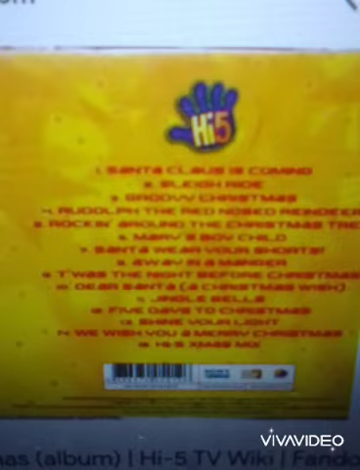 Hi5
1. SANTA CLAUS IS COMING
2. SLEIGH RIDE
3. GROOVY CHRISTMAS
4. RUDOLPH THE RED NOSED REINDEER
5. ROCKIN' AROUND THE CHRISTMAS TREE
6. MARY'S BOY CHILD
7. SANTA WEAR YOUR SHORTS!
8. AWAY IN A MANGER
9. T'WAS THE NIGHT BEFORE CHRISTMAS
10. DEAR SANTA (A CHRISTMAS WISH)
11. JINGLE BELLS
12. FIVE DAYS TO CHRISTMAS
13. SHINE YOUR LIGHT
14. WE WISH YOU A MERRY CHRISTMAS
15. HI-5 XMAS MIX
SONY
mas (album) | Hi-5 TV Wiki | Fando
VIVAVIDEO